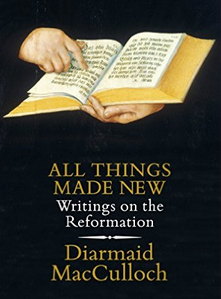 ALL THINGS
MADE NEW
Writings on the
Reformation
Diarmaid
MacCulloch